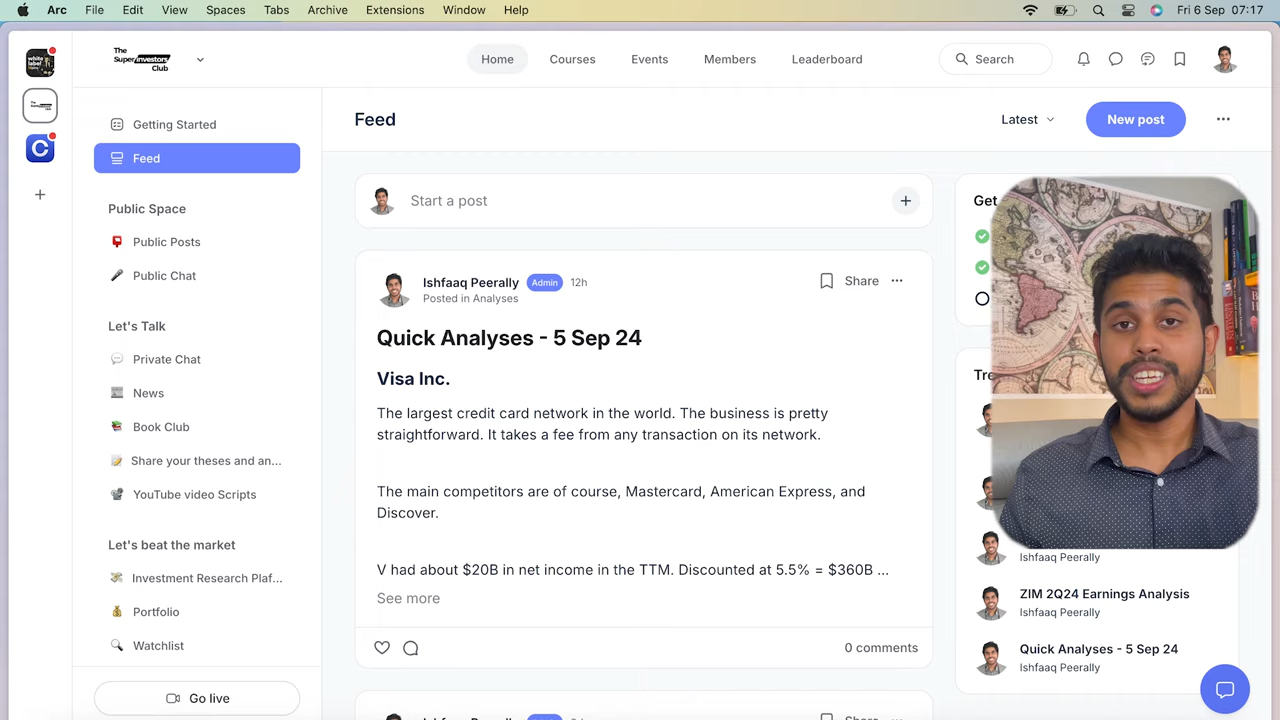 Arc File Edit View Spaces Tabs Archive Extensions Window Help
Fri 6 Sep 07:17
white label
The SuperInvestors Club
Home Courses Events Members Leaderboard
Search
Getting Started
Feed
Public Space
Public Posts
Public Chat
Let's Talk
Private Chat
News
Book Club
Share your theses and an...
YouTube video Scripts
Let's beat the market
Investment Research Plaf...
Portfolio
Watchlist
Go live
Feed
Latest
New post
Start a post
Ishfaaq Peerally Admin 12h
Posted in Analyses
Share
Quick Analyses - 5 Sep 24
Visa Inc.
The largest credit card network in the world. The business is pretty
straightforward. It takes a fee from any transaction on its network.
The main competitors are of course, Mastercard, American Express, and
Discover.
V had about $20B in net income in the TTM. Discounted at 5.5% = $360B ...
See more
0 comments
Get
Tre
Ishfaaq Peerally
ZIM 2Q24 Earnings Analysis
Ishfaaq Peerally
Quick Analyses - 5 Sep 24
Ishfaaq Peerally